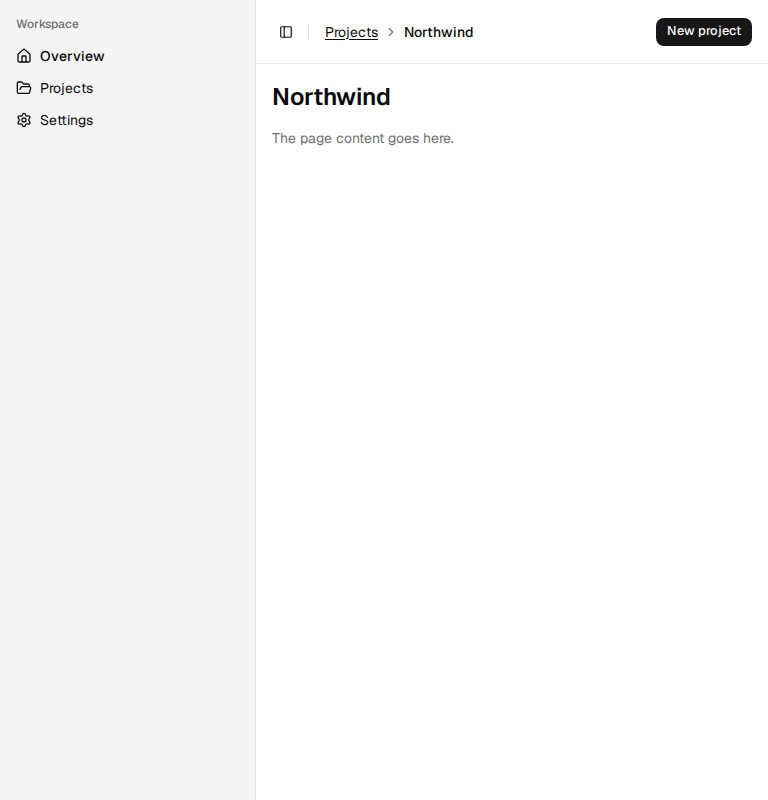 Workspace
Overview
Projects
Settings
Projects > Northwind
New project
Northwind
The page content goes here.